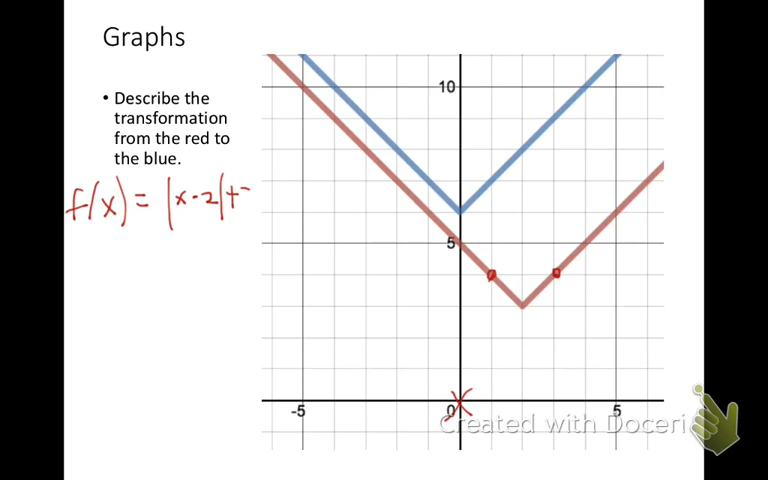 Graphs
• Describe the
transformation
from the red to
the blue.
f(x) = |x-2|+
10
5
-5
0
5
Created with Doceri